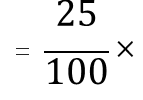 = 25/100 ×